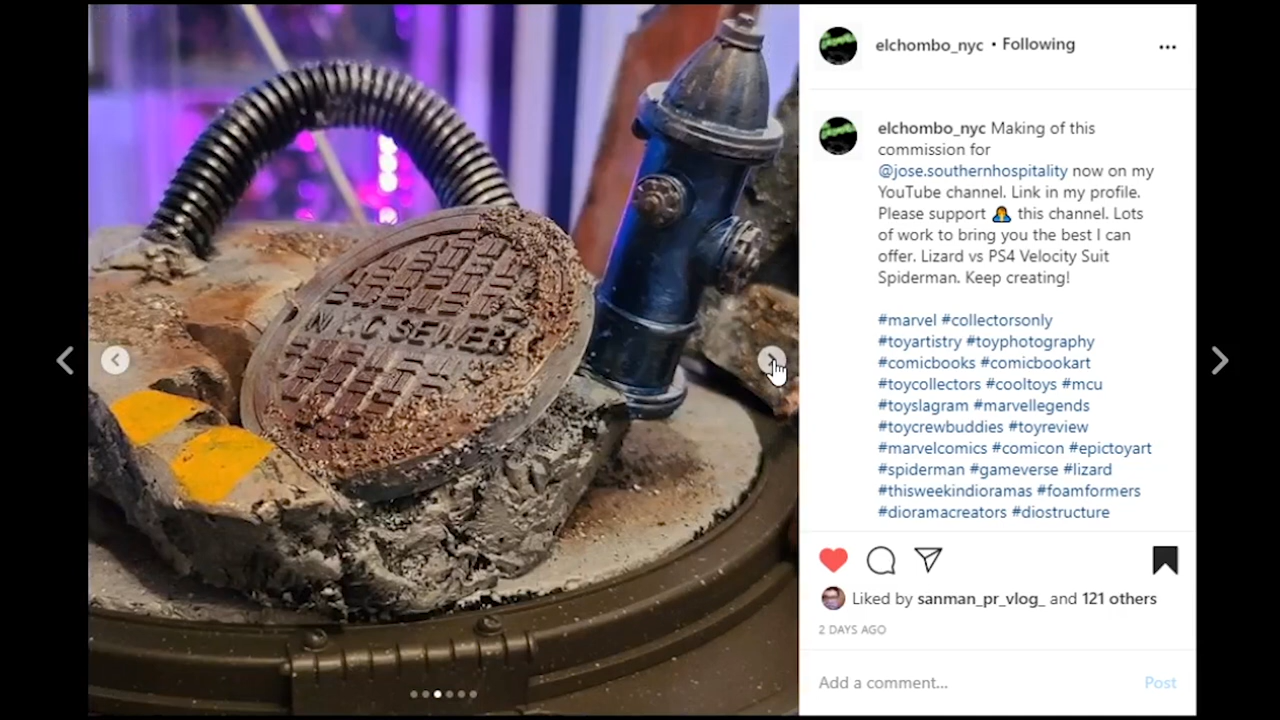 elchombo_nyc • Following
elchombo_nyc Making of this
commission for
@jose.southernhospitality now on my
YouTube channel. Link in my profile.
Please support 🤦 this channel. Lots
of work to bring you the best I can
offer. Lizard vs PS4 Velocity Suit
Spiderman. Keep creating!
#marvel #collectorsonly
#toyartistry #toyphotography
#comicbooks #comicbookart
#toycollectors #cooltoys #mcu
#toyslagram #marvellegends
#toycrewbuddies #toyreview
#marvelcomics #comicon #epictoyart
#spiderman #gameverse #lizard
#thisweekindioramas #foamformers
#dioramacreators #diostructure
Liked by sanman_pr_vlog_ and 121 others
2 DAYS AGO
Add a comment... Post
SEWER